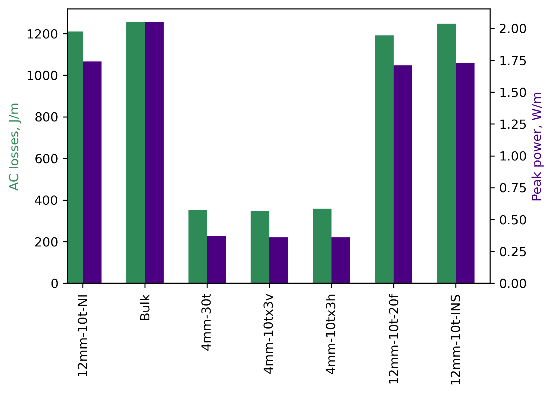 AC losses, J/m
1200
1000
800
600
400
200
0
2.00
1.75
1.50
1.25
1.00
0.75
0.50
0.25
0.00
Peak power, W/m
12mm-10t-NI
Bulk
4mm-30t
4mm-10tx3v
4mm-10tx3h
12mm-10t-20f
12mm-10t-INS